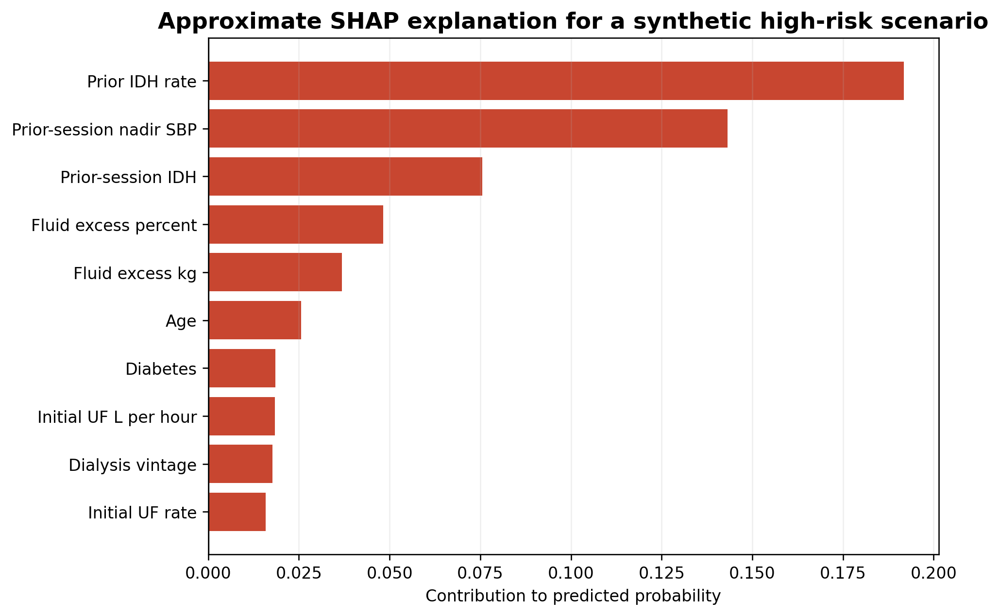 Approximate SHAP explanation for a synthetic high-risk scenario
Prior IDH rate
Prior-session nadir SBP
Prior-session IDH
Fluid excess percent
Fluid excess kg
Age
Diabetes
Initial UF L per hour
Dialysis vintage
Initial UF rate
0.000 0.025 0.050 0.075 0.100 0.125 0.150 0.175 0.200
Contribution to predicted probability